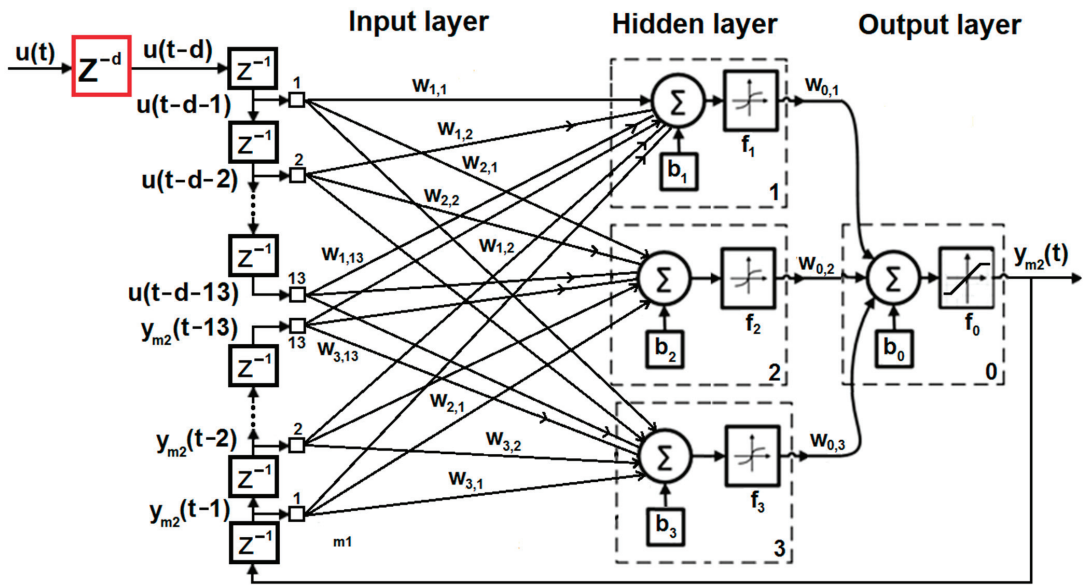 Input layer
Hidden layer
Output layer
u(t)
Z⁻ᵈ
u(t-d)
Z⁻¹
u(t-d-1)
1
Z⁻¹
u(t-d-2)
2
Z⁻¹
u(t-d-13)
13
yₘ₂(t-13)
13
Z⁻¹
yₘ₂(t-2)
2
Z⁻¹
yₘ₂(t-1)
1
Z⁻¹
W1,1
W1,2
W2,1
W2,2
W1,2
W1,13
W3,13
W2,1
W3,2
W3,1
m1
Σ
f₁
b₁
1
Σ
f₂
b₂
2
Σ
f₃
b₃
3
W0,1
W0,2
W0,3
Σ
f₀
b₀
0
yₘ₂(t)